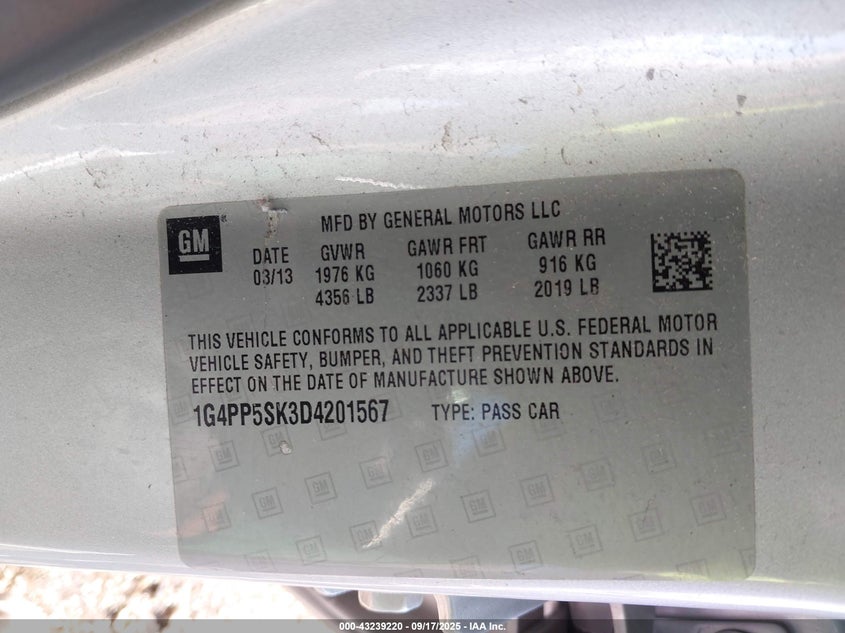 GM ® MFD BY GENERAL MOTORS LLC
DATE GVWR GAWR FRT GAWR RR
03/13 1976 KG 1060 KG 916 KG
4356 LB 2337 LB 2019 LB
THIS VEHICLE CONFORMS TO ALL APPLICABLE U.S. FEDERAL MOTOR
VEHICLE SAFETY, BUMPER, AND THEFT PREVENTION STANDARDS IN
EFFECT ON THE DATE OF MANUFACTURE SHOWN ABOVE.
1G4PP5SK3D4201567 TYPE: PASS CAR
000-43239220 - 09/17/2025 - IAA Inc.